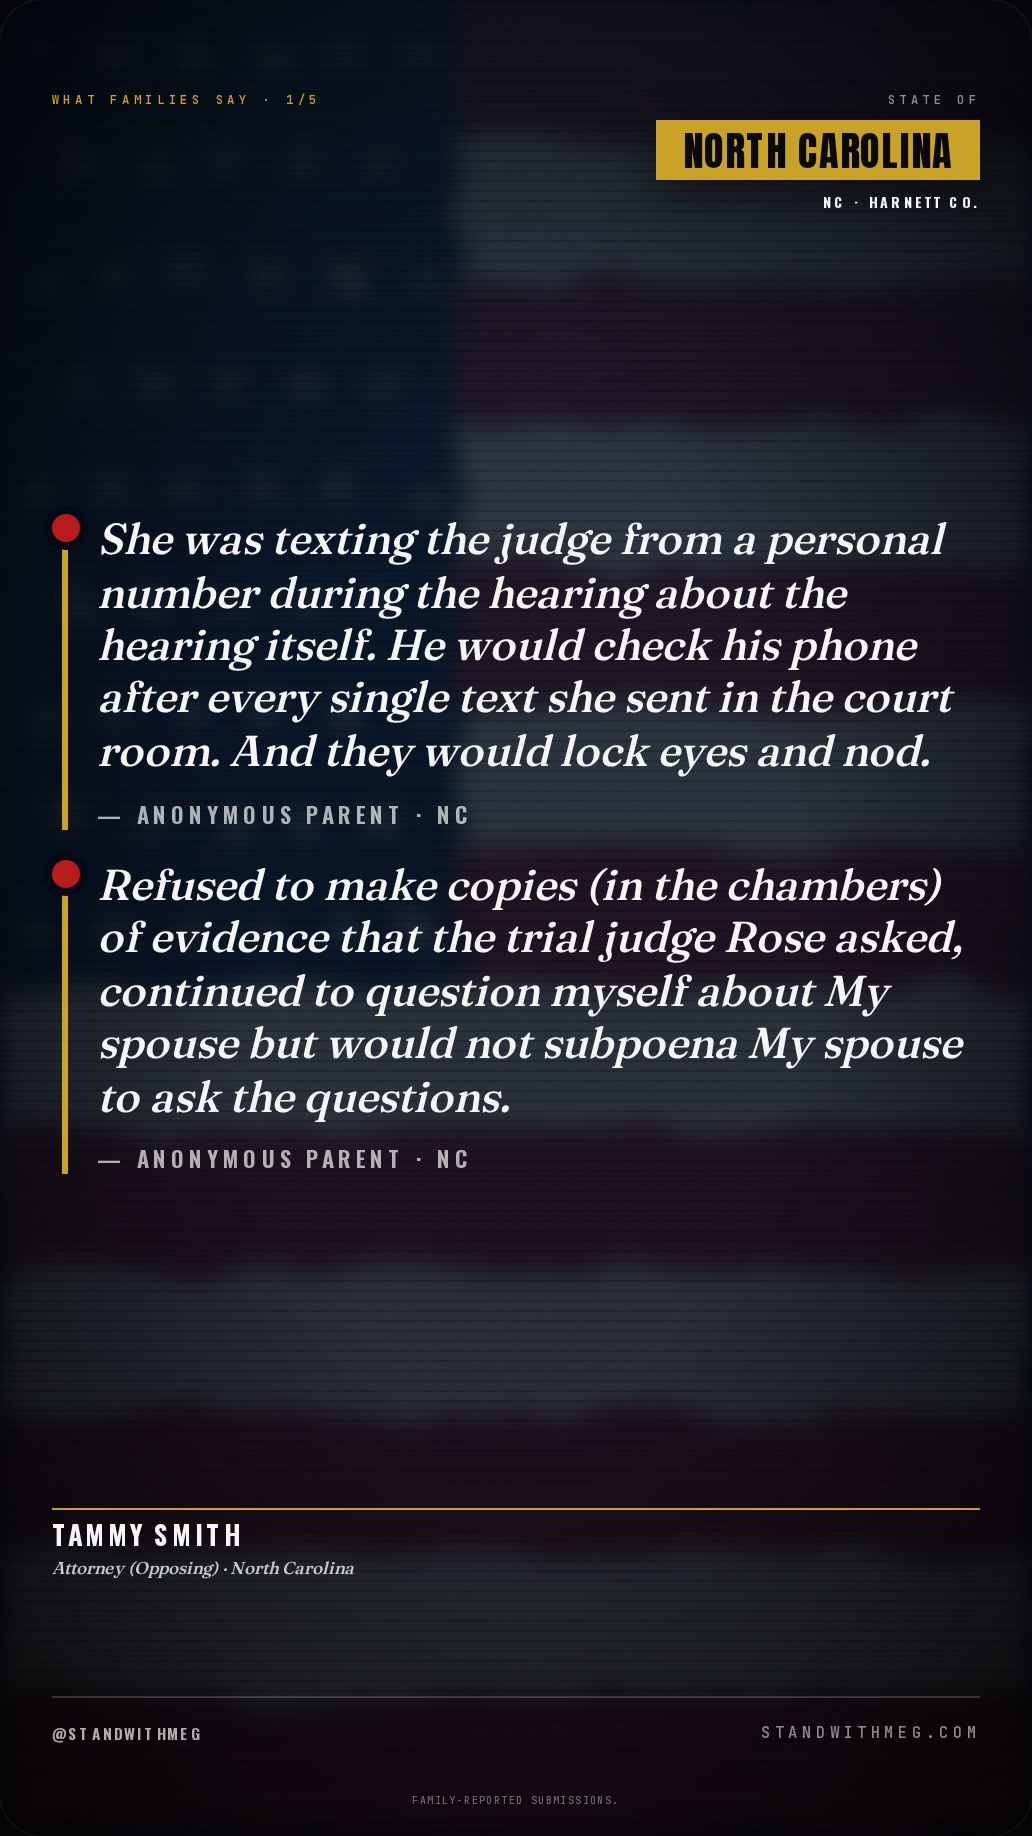 WHAT FAMILIES SAY · 1/5
STATE OF
NORTH CAROLINA
NC · HARNETT CO.
She was texting the judge from a personal
number during the hearing about the
hearing itself. He would check his phone
after every single text she sent in the court
room. And they would lock eyes and nod.
— ANONYMOUS PARENT · NC
Refused to make copies (in the chambers)
of evidence that the trial judge Rose asked,
continued to question myself about My
spouse but would not subpoena My spouse
to ask the questions.
— ANONYMOUS PARENT · NC
TAMMY SMITH
Attorney (Opposing) · North Carolina
@STANDWITHMEG
STANDWITHMEG.COM
FAMILY-REPORTED SUBMISSIONS.